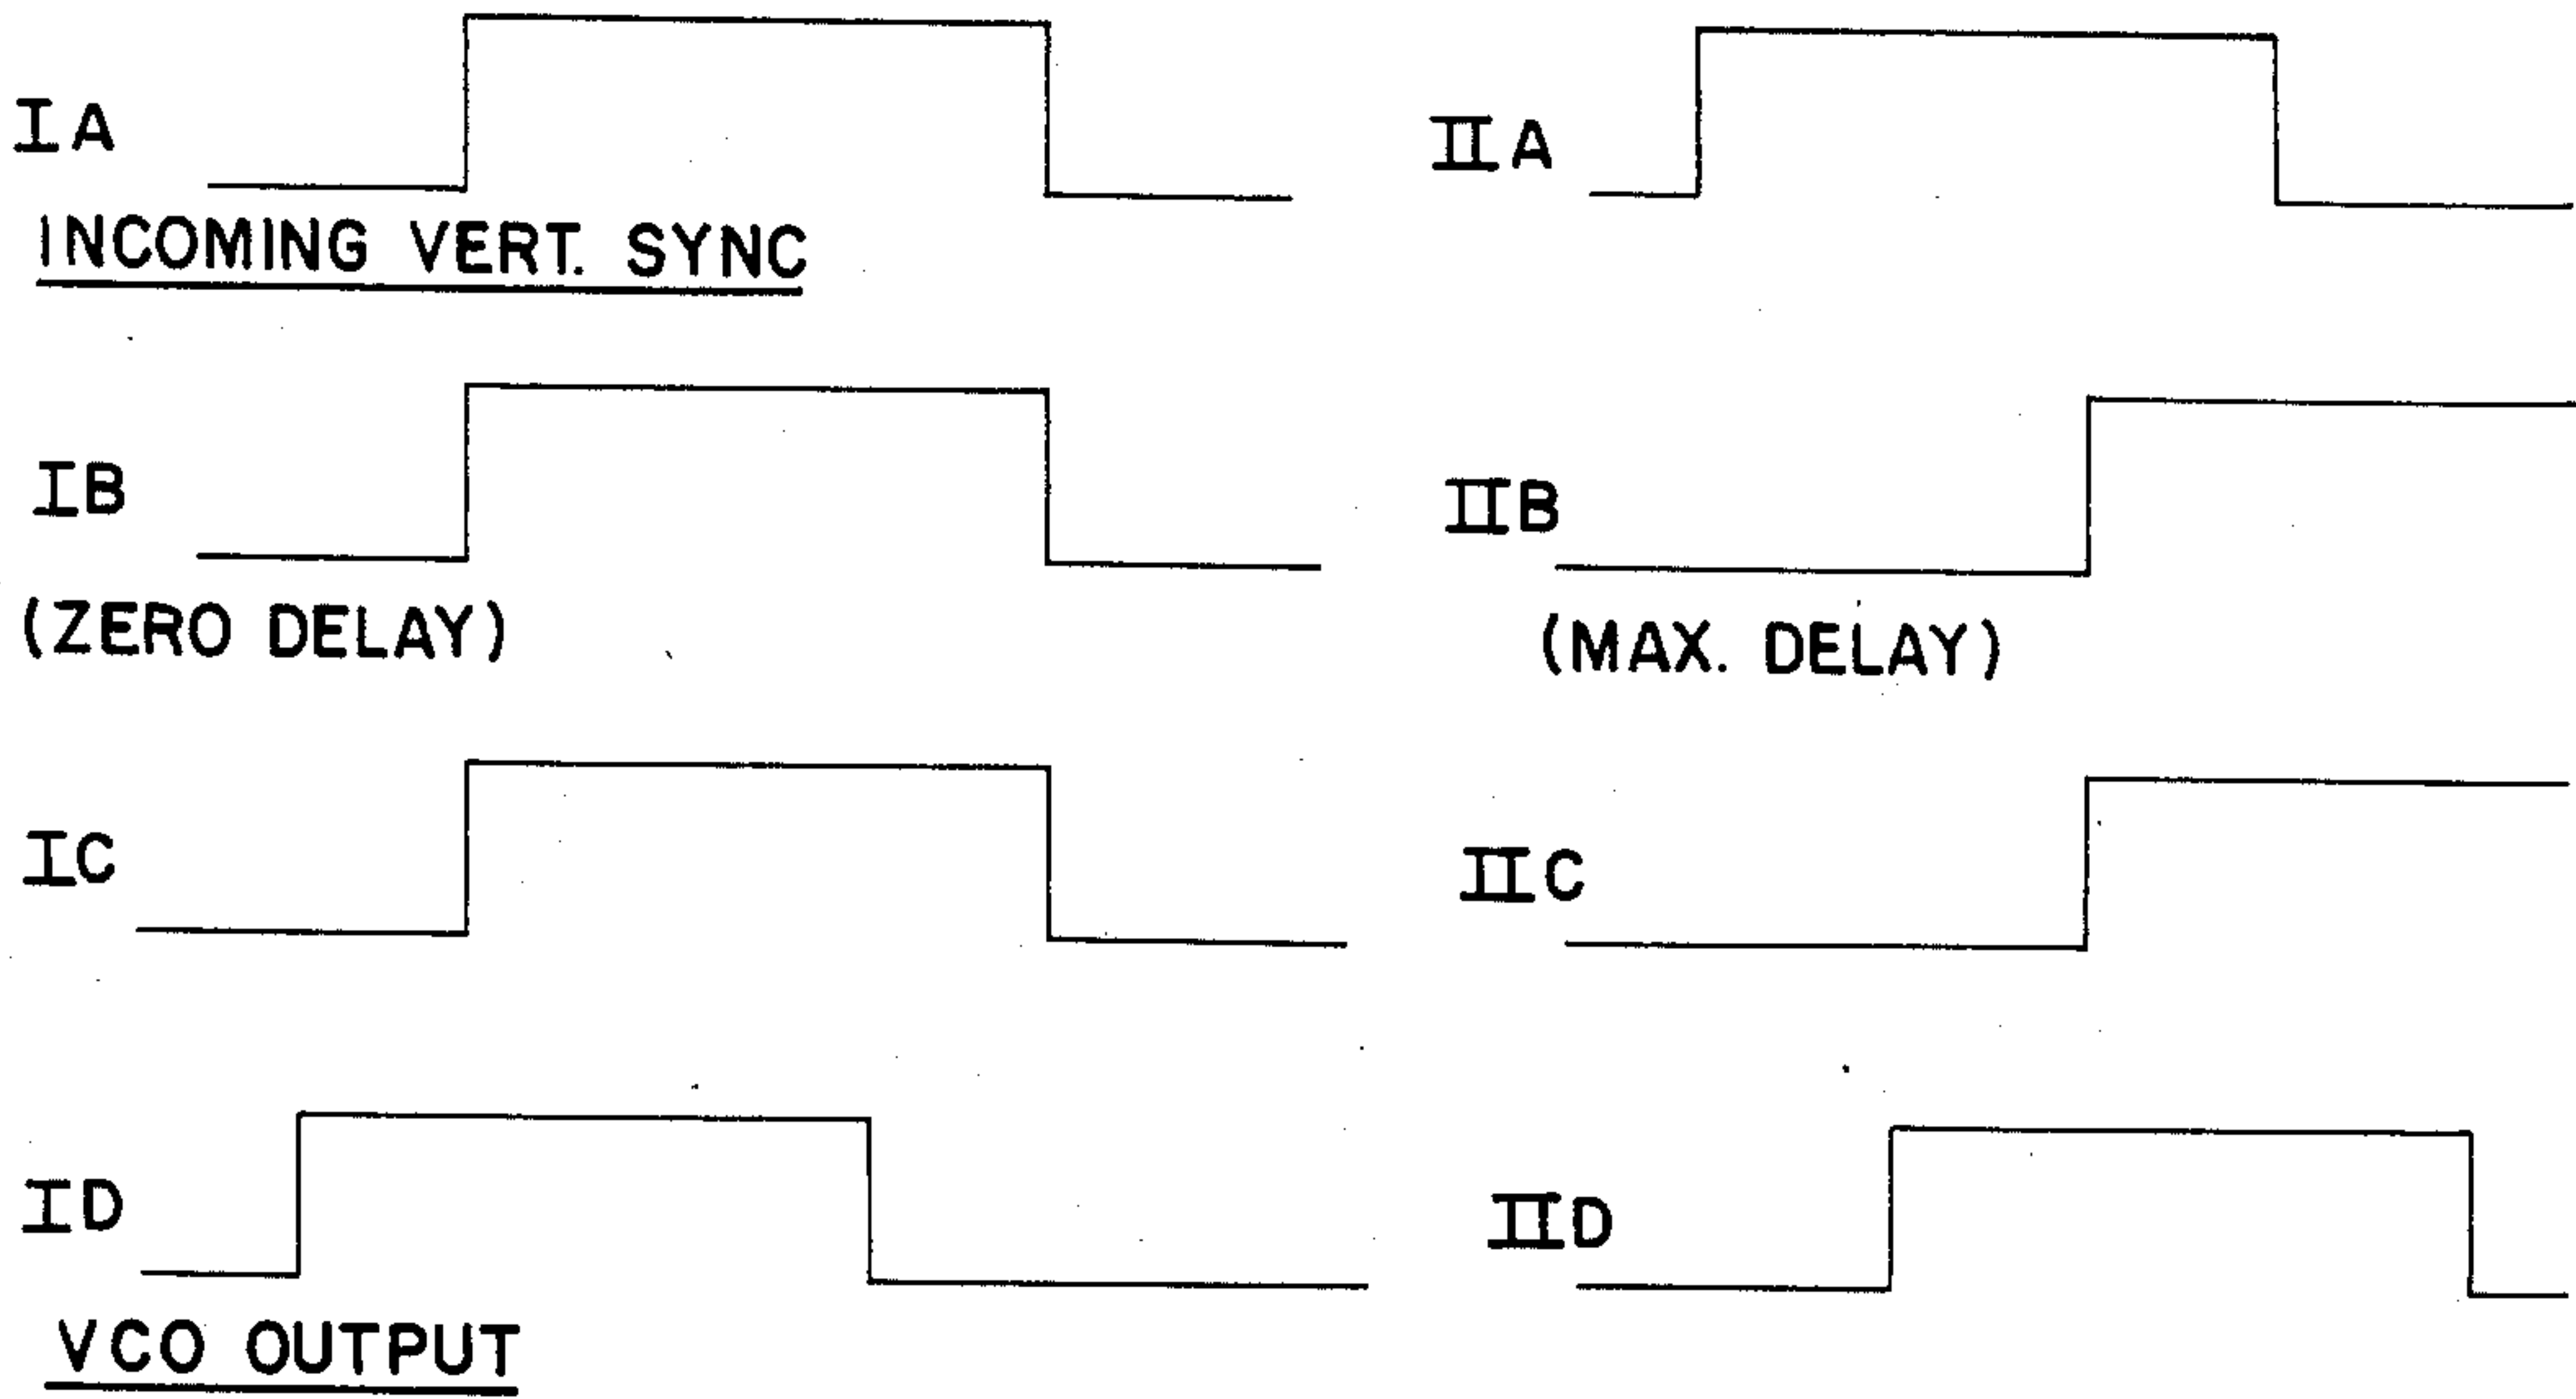 IA
IIA
INCOMING VERT. SYNC
IB
IIB
(ZERO DELAY)
(MAX. DELAY)
IC
IIC
ID
IID
VCO OUTPUT